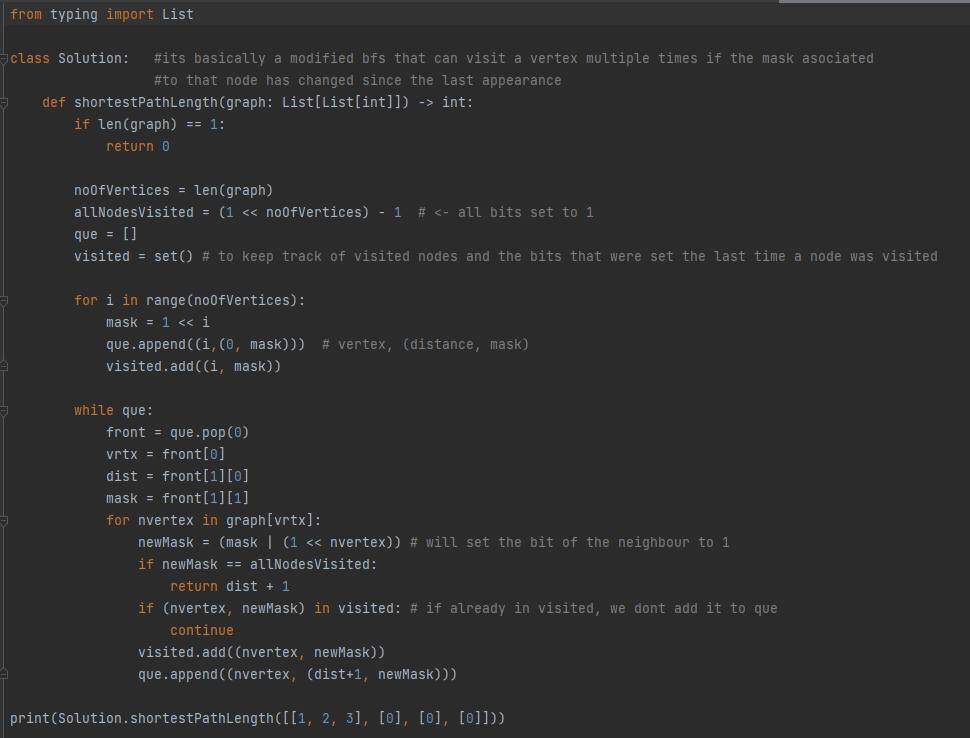 from typing import List
class Solution:   #its basically a modified bfs that can visit a vertex multiple times if the mask asociated
                  #to that node has changed since the last appearance
    def shortestPathLength(graph: List[List[int]]) -> int:
        if len(graph) == 1:
            return 0
        noOfVertices = len(graph)
        allNodesVisited = (1 << noOfVertices) - 1  # <- all bits set to 1
        que = []
        visited = set() # to keep track of visited nodes and the bits that were set the last time a node was visited
        for i in range(noOfVertices):
            mask = 1 << i
            que.append((i,(0, mask)))  # vertex, (distance, mask)
            visited.add((i, mask))
        while que:
            front = que.pop(0)
            vrtx = front[0]
            dist = front[1][0]
            mask = front[1][1]
            for nvertex in graph[vrtx]:
                newMask = (mask | (1 << nvertex)) # will set the bit of the neighbour to 1
                if newMask == allNodesVisited:
                    return dist + 1
                if (nvertex, newMask) in visited: # if already in visited, we dont add it to que
                    continue
                visited.add((nvertex, newMask))
                que.append((nvertex, (dist+1, newMask)))
print(Solution.shortestPathLength([[1, 2, 3], [0], [0], [0]]))